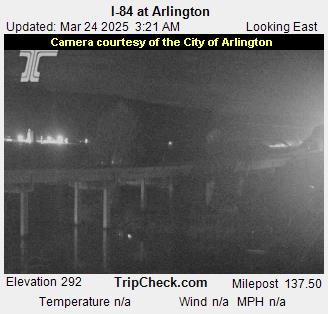 I-84 at Arlington
Updated: Mar 24 2025 3:21 AM Looking East
Camera courtesy of the City of Arlington
Elevation 292 TripCheck.com Milepost 137.50
Temperature n/a Wind n/a MPH n/a